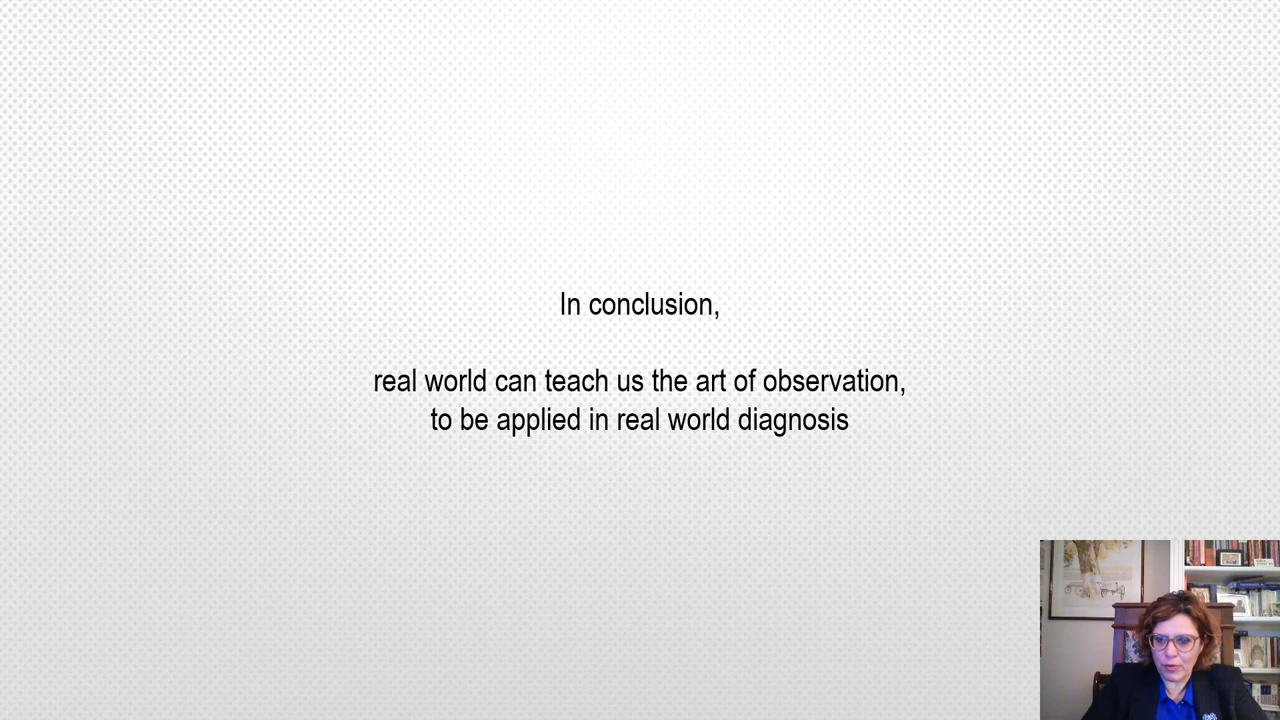 In conclusion,
real world can teach us the art of observation,
to be applied in real world diagnosis